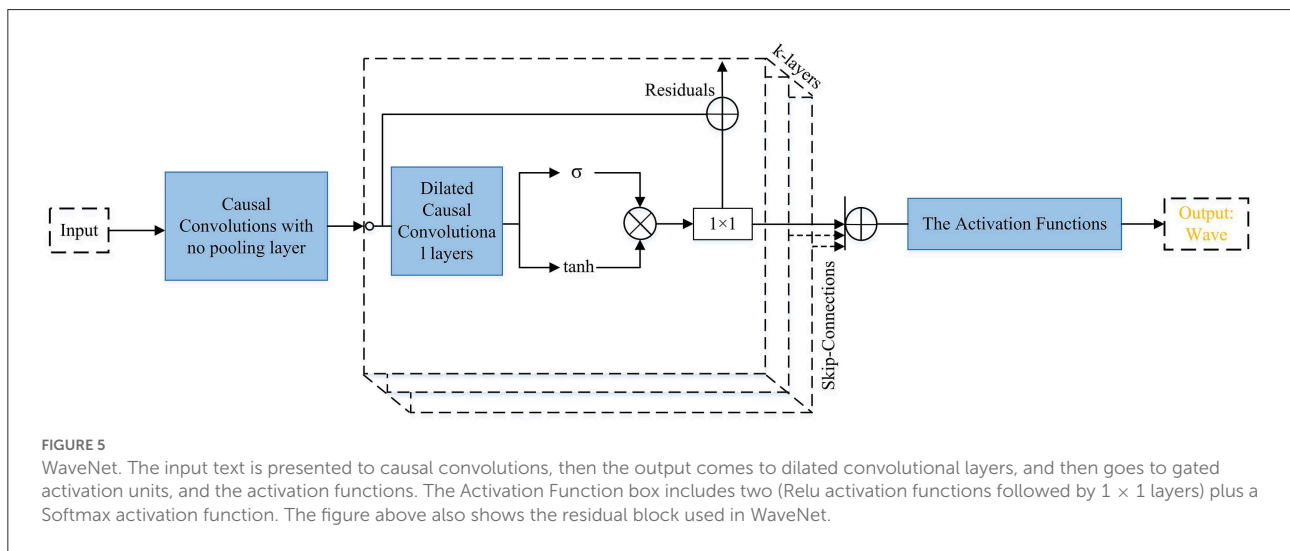 k-layers
Residuals
Input
Causal
Convolutions with
no pooling layer
Dilated
Causal
Convolutiona
l layers
σ
tanh
1×1
Skip-Connections
The Activation Functions
Output:
Wave
FIGURE 5
WaveNet. The input text is presented to causal convolutions, then the output comes to dilated convolutional layers, and then goes to gated
activation units, and the activation functions. The Activation Function box includes two (Relu activation functions followed by 1 × 1 layers) plus a
Softmax activation function. The figure above also shows the residual block used in WaveNet.